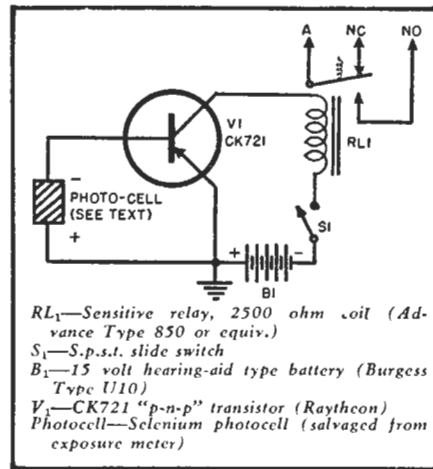 A NC NO
V1
CK721
RL1
-
PHOTO-CELL
(SEE TEXT)
+
S1
+ -
B1
RL₁—Sensitive relay, 2500 ohm coil (Ad-
vance Type 850 or equiv.)
S₁—S.p.s.t. slide switch
B₁—15 volt hearing-aid type battery (Burgess
Type U10)
V₁—CK721 "p-n-p" transistor (Raytheon)
Photocell—Selenium photocell (salvaged from
exposure meter)